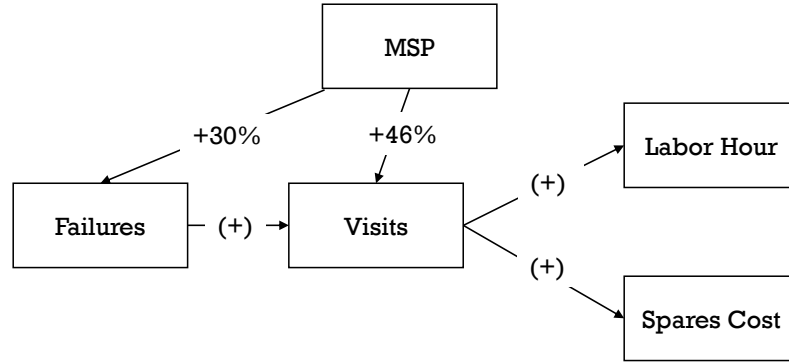 MSP
+30%
+46%
Labor Hour
Failures
(+)
Visits
(+)
(+)
Spares Cost